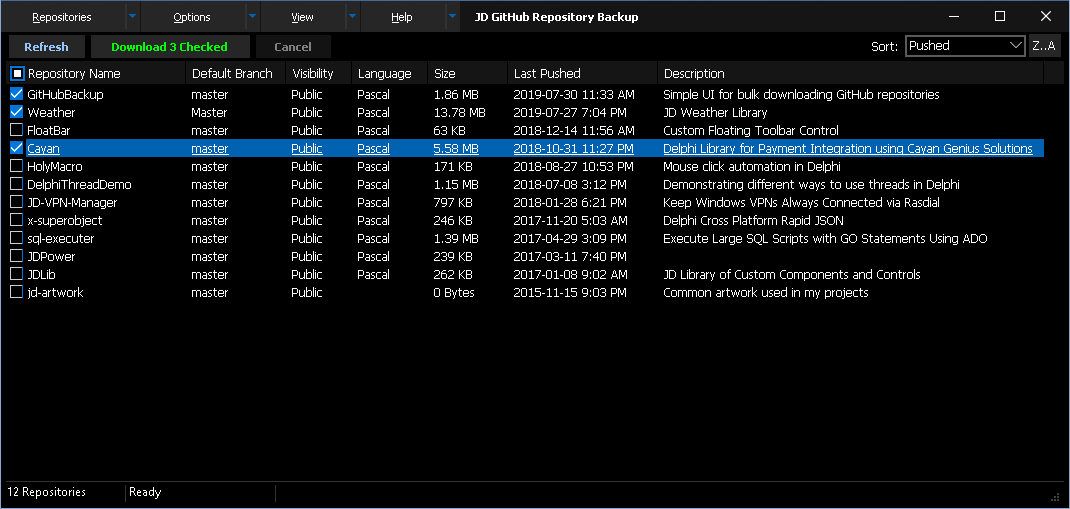 Repositories Options View Help JD GitHub Repository Backup
Refresh Download 3 Checked Cancel Sort: Pushed Z..A
Repository Name Default Branch Visibility Language Size Last Pushed Description
GitHubBackup master Public Pascal 1.86 MB 2019-07-30 11:33 AM Simple UI for bulk downloading GitHub repositories
Weather Master Public Pascal 13.78 MB 2019-07-27 7:04 PM JD Weather Library
FloatBar master Public Pascal 63 KB 2018-12-14 11:56 AM Custom Floating Toolbar Control
Cayan master Public Pascal 5.58 MB 2018-10-31 11:27 PM Delphi Library for Payment Integration using Cayan Genius Solutions
HolyMacro master Public Pascal 171 KB 2018-08-27 10:53 PM Mouse click automation in Delphi
DelphiThreadDemo master Public Pascal 1.15 MB 2018-07-08 3:12 PM Demonstrating different ways to use threads in Delphi
JD-VPN-Manager master Public Pascal 797 KB 2018-01-28 6:21 PM Keep Windows VPNs Always Connected via Rasdial
x-superobject master Public Pascal 246 KB 2017-11-20 5:03 AM Delphi Cross Platform Rapid JSON
sql-executer master Public Pascal 1.39 MB 2017-04-29 3:09 PM Execute Large SQL Scripts with GO Statements Using ADO
JDPower master Public Pascal 239 KB 2017-03-11 7:40 PM
JDLib master Public Pascal 262 KB 2017-01-08 9:02 AM JD Library of Custom Components and Controls
jd-artwork master Public 0 Bytes 2015-11-15 9:03 PM Common artwork used in my projects
12 Repositories Ready